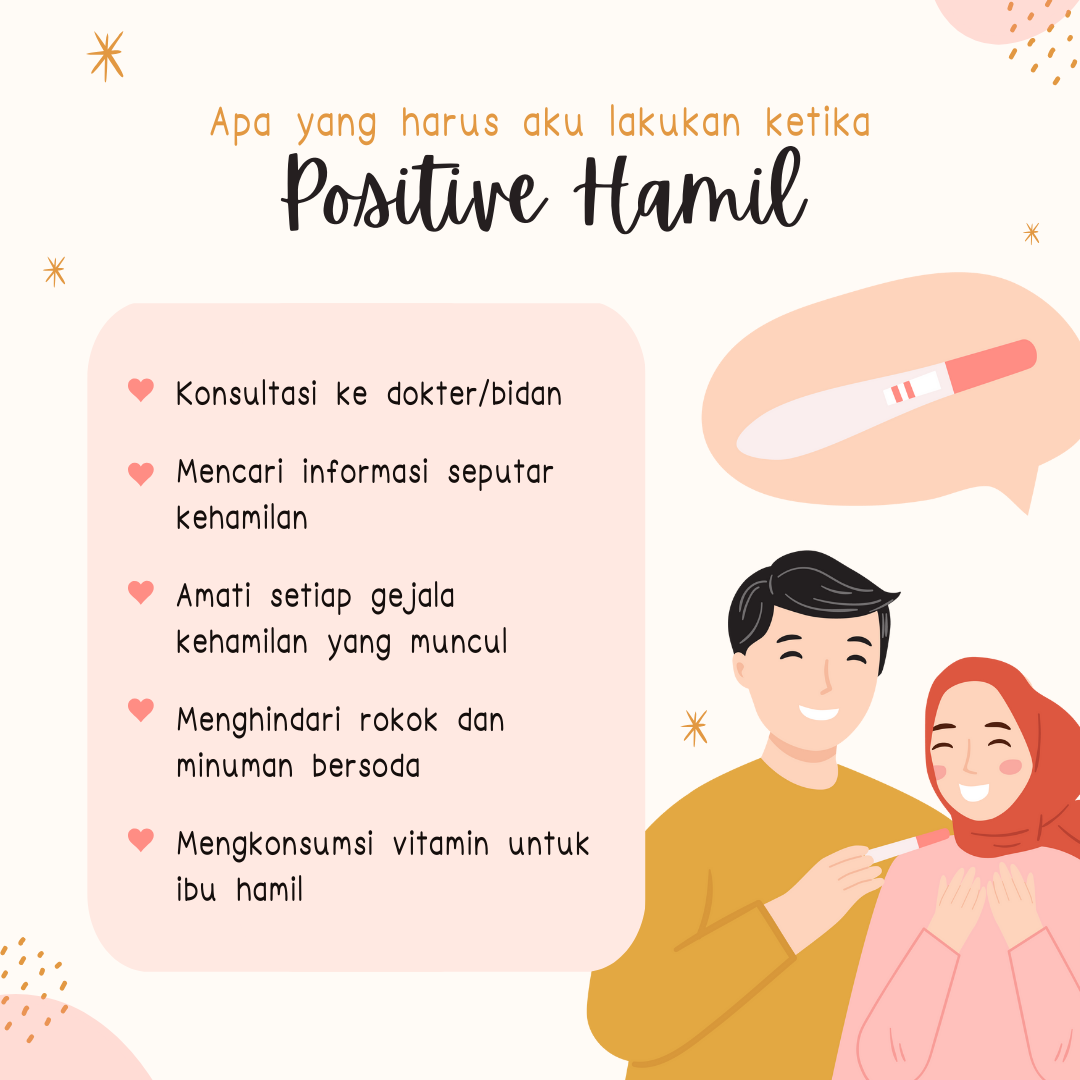 Apa yang harus aku lakukan ketika
Positive Hamil
Konsultasi ke dokter/bidan
Mencari informasi seputar
kehamilan
Amati setiap gejala
kehamilan yang muncul
Menghindari rokok dan
minuman bersoda
Mengkonsumsi vitamin untuk
ibu hamil